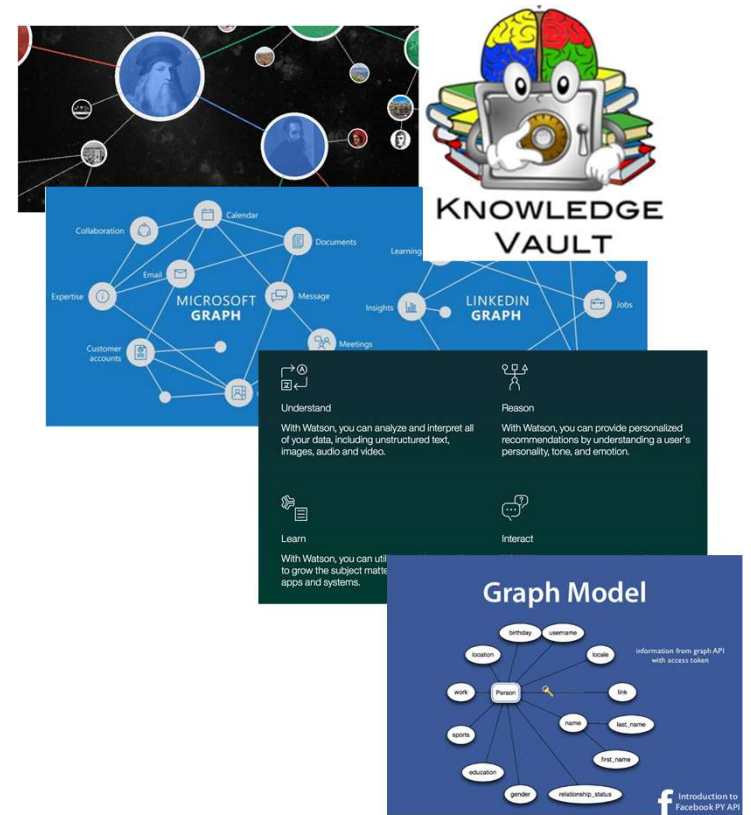 KNOWLEDGE
VAULT
Collaboration
Calendar
Documents
Email
Expertise
MICROSOFT
GRAPH
Message
Customer
accounts
Meetings
Learning
Insights
LINKEDIN
GRAPH
Jobs
Understand
With Watson, you can analyze and interpret all
of your data, including unstructured text,
images, audio and video.
Reason
With Watson, you can provide personalized
recommendations by understanding a user's
personality, tone, and emotion.
Learn
With Watson, you can
to grow the subject
apps and systems.
Interact
Graph Model
birthday
username
location
locale
information from graph API
with access token
work
Person
link
name
last_name
sports
first_name
education
gender
relationship_status
Introduction to
Facebook PY API